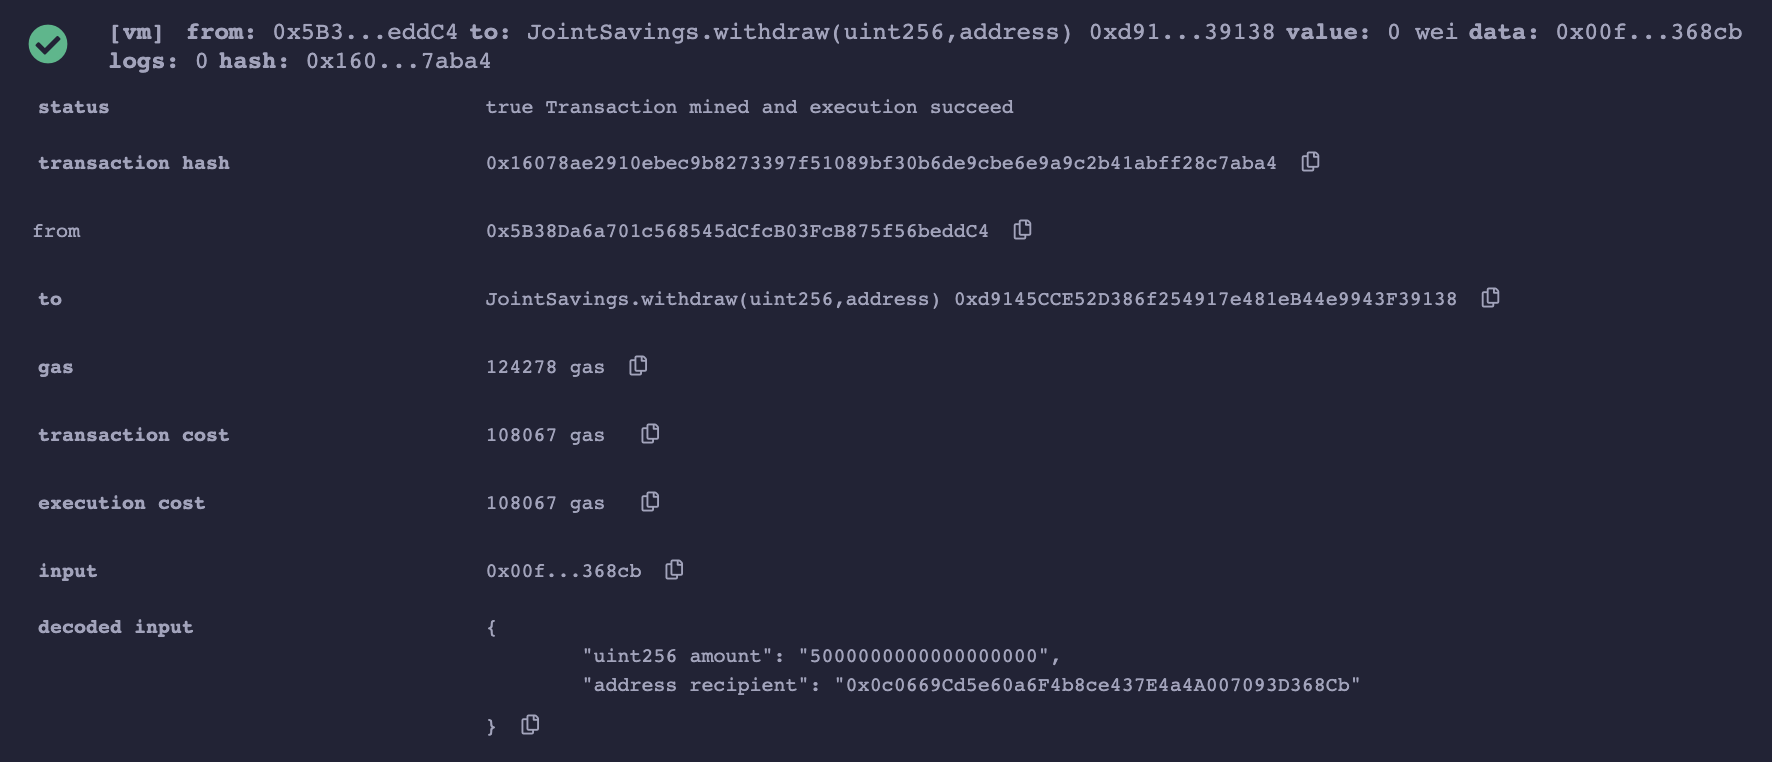 [vm] from: 0x5B3...eddC4 to: JointSavings.withdraw(uint256,address) 0xd91...39138 value: 0 wei data: 0x00f...368cb
logs: 0 hash: 0x160...7aba4
status true Transaction mined and execution succeed
transaction hash 0x16078ae2910ebec9b8273397f51089bf30b6de9cbe6e9a9c2b41abff28c7aba4
from 0x5B38Da6a701c568545dCfcB03FcB875f56beddC4
to JointSavings.withdraw(uint256,address) 0xd9145CCE52D386f254917e481eB44e9943F39138
gas 124278 gas
transaction cost 108067 gas
execution cost 108067 gas
input 0x00f...368cb
decoded input {
"uint256 amount": "5000000000000000000",
"address recipient": "0x0c0669Cd5e60a6F4b8ce437E4a4A007093D368Cb"
}